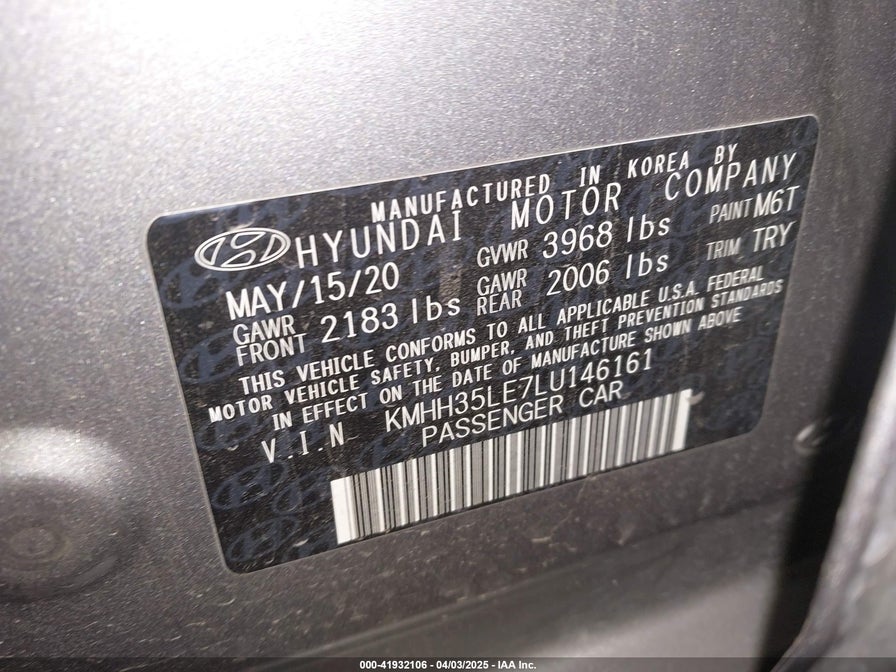 MANUFACTURED IN KOREA BY
HYUNDAI MOTOR COMPANY
MAY/15/20 GVWR 3968 lbs PAINT M6T
GAWR FRONT 2183 lbs GAWR REAR 2006 lbs TRIM TRY
THIS VEHICLE CONFORMS TO ALL APPLICABLE U.S.A. FEDERAL
MOTOR VEHICLE SAFETY, BUMPER, AND THEFT PREVENTION STANDARDS
IN EFFECT ON THE DATE OF MANUFACTURE SHOWN ABOVE
V.I.N KMHH35LE7LU146161
PASSENGER CAR
000-41932106 - 04/03/2025 - IAA Inc.